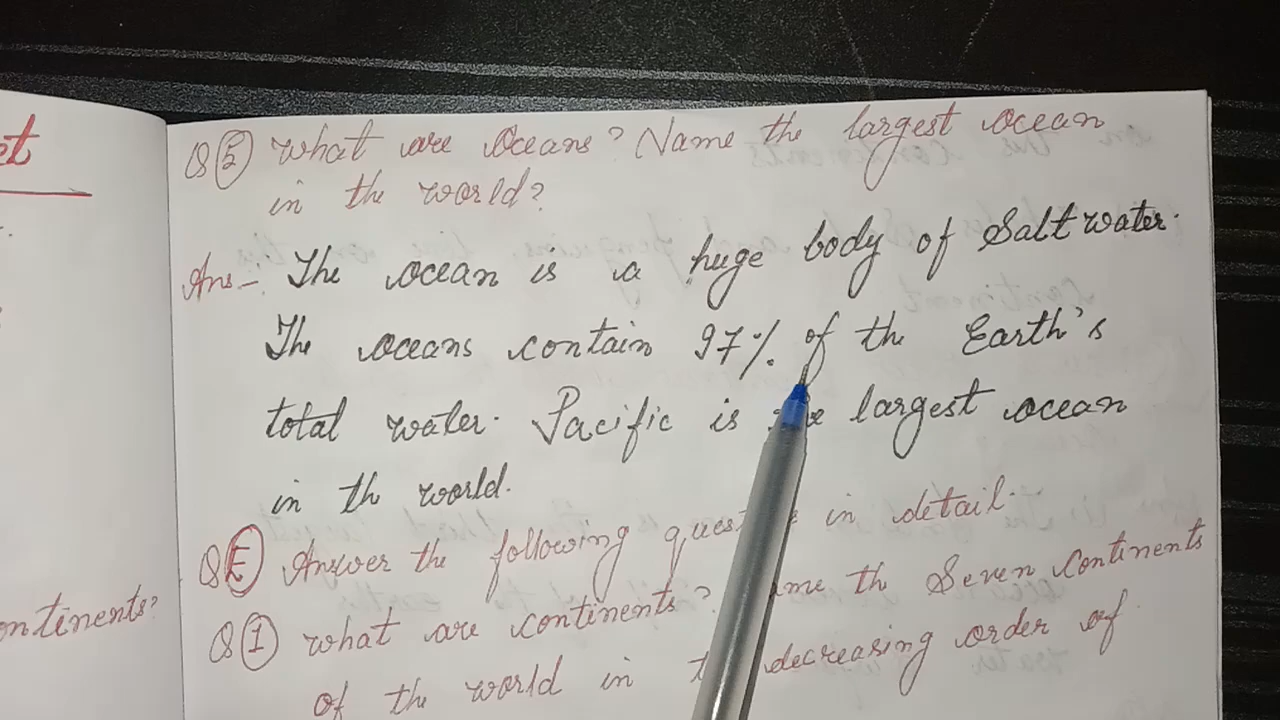 et
ontinents?
Q(5) What are Oceans? Name the largest ocean
in the world?
Ans- The ocean is a huge body of Salt water.
The oceans contain 97% of the Earth's
total water. Pacific is largest ocean
in th world.
Q(E) Answer the following in detail.
Q(1) What are continents? th Seven Continents
of the world in decreasing order of